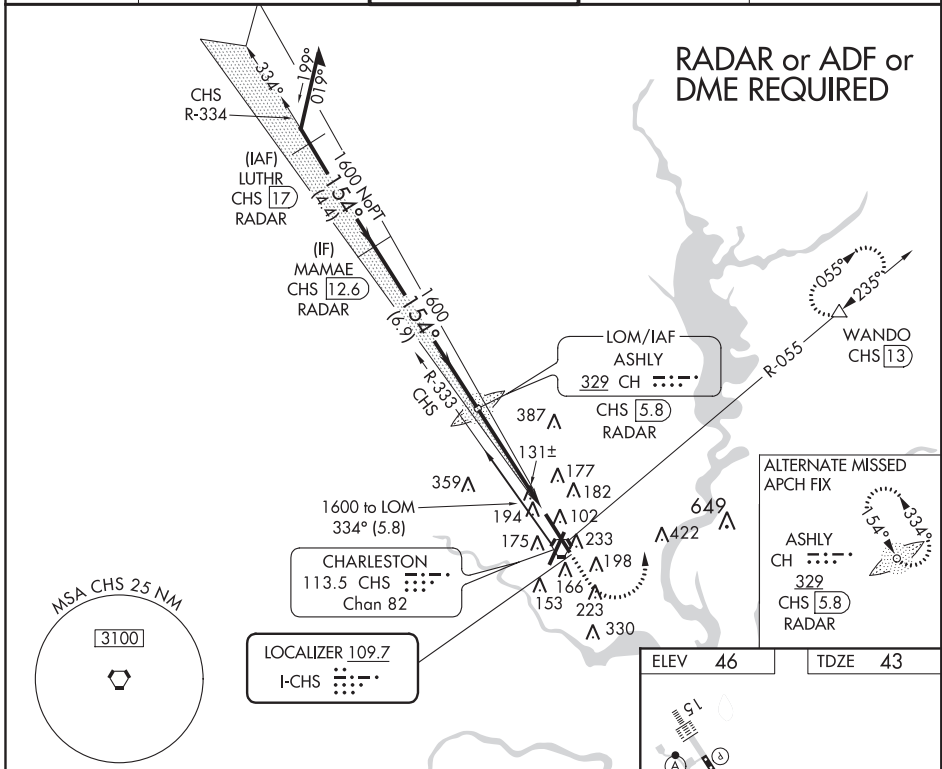 RADAR or ADF or
DME REQUIRED
334°
199°
019°
CHS
R-334
(IAF)
LUTHR
CHS 17
RADAR
1600 NoPT
154°
(4.4)
(IF)
MAMAE
CHS 12.6
RADAR
1600
154°
(6.9)
R-333
CHS
LOM/IAF
ASHLY
329 CH
CHS 5.8
RADAR
055°
235°
WANDO
CHS 13
R-055
387
131±
177
182
359
194
102
649
422
1600 to LOM
334° (5.8)
175
233
198
166
153
223
330
CHARLESTON
113.5 CHS
Chan 82
LOCALIZER 109.7
I-CHS
MSA CHS 25 NM
3100
ALTERNATE MISSED
APCH FIX
154°
334°
ASHLY
CH
329
CHS 5.8
RADAR
ELEV 46
TDZE 43
15
P
A